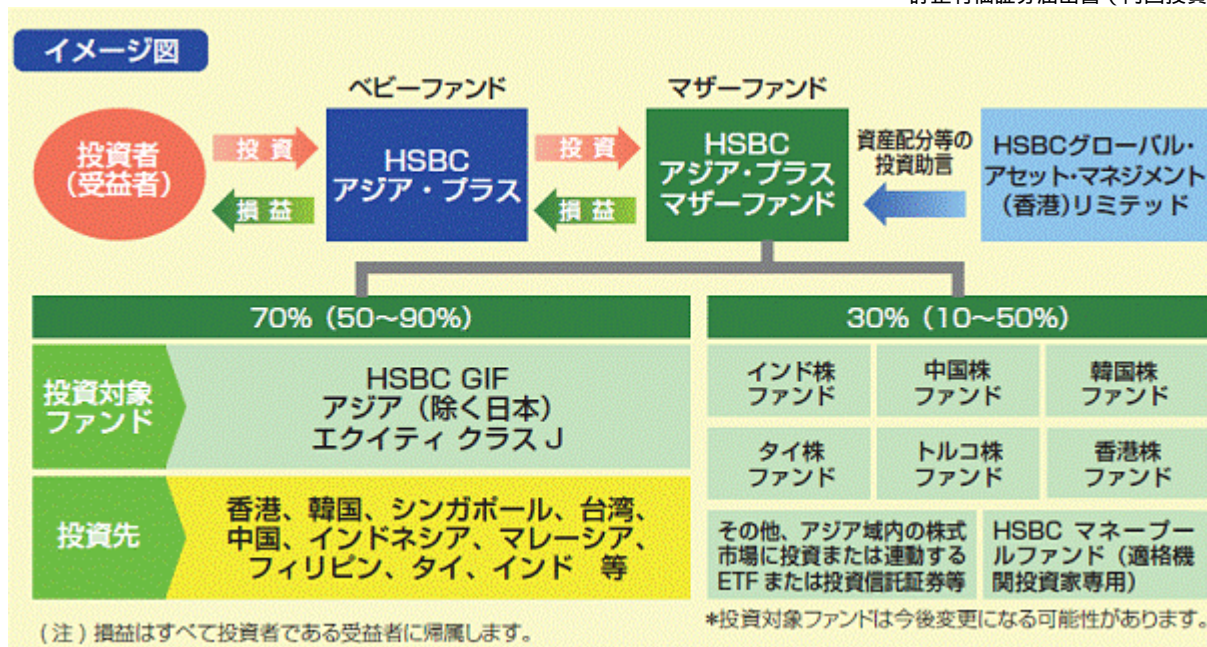 イメージ図
ベビーファンド
マザーファンド
投資者
(受益者)
投資
損益
HSBC
アジア・プラス
投資
損益
HSBC
アジア・プラス
マザーファンド
資産配分等の
投資助言
HSBCグローバル・
アセット・マネジメント
(香港)リミテッド
70% (50~90%)
30% (10~50%)
投資対象
ファンド
HSBC GIF
アジア (除く日本)
エクイティ クラス J
インド株
ファンド
中国株
ファンド
韓国株
ファンド
タイ株
ファンド
トルコ株
ファンド
香港株
ファンド
投資先
香港、韓国、シンガポール、台湾、
中国、インドネシア、マレーシア、
フィリピン、タイ、インド 等
その他、アジア域内の株式
市場に投資または連動する
ETF または投資信託証券等
HSBC マネープー
ルファンド (適格機
関投資家専用)
(注) 損益はすべて投資者である受益者に帰属します。
*投資対象ファンドは今後変更になる可能性があります。